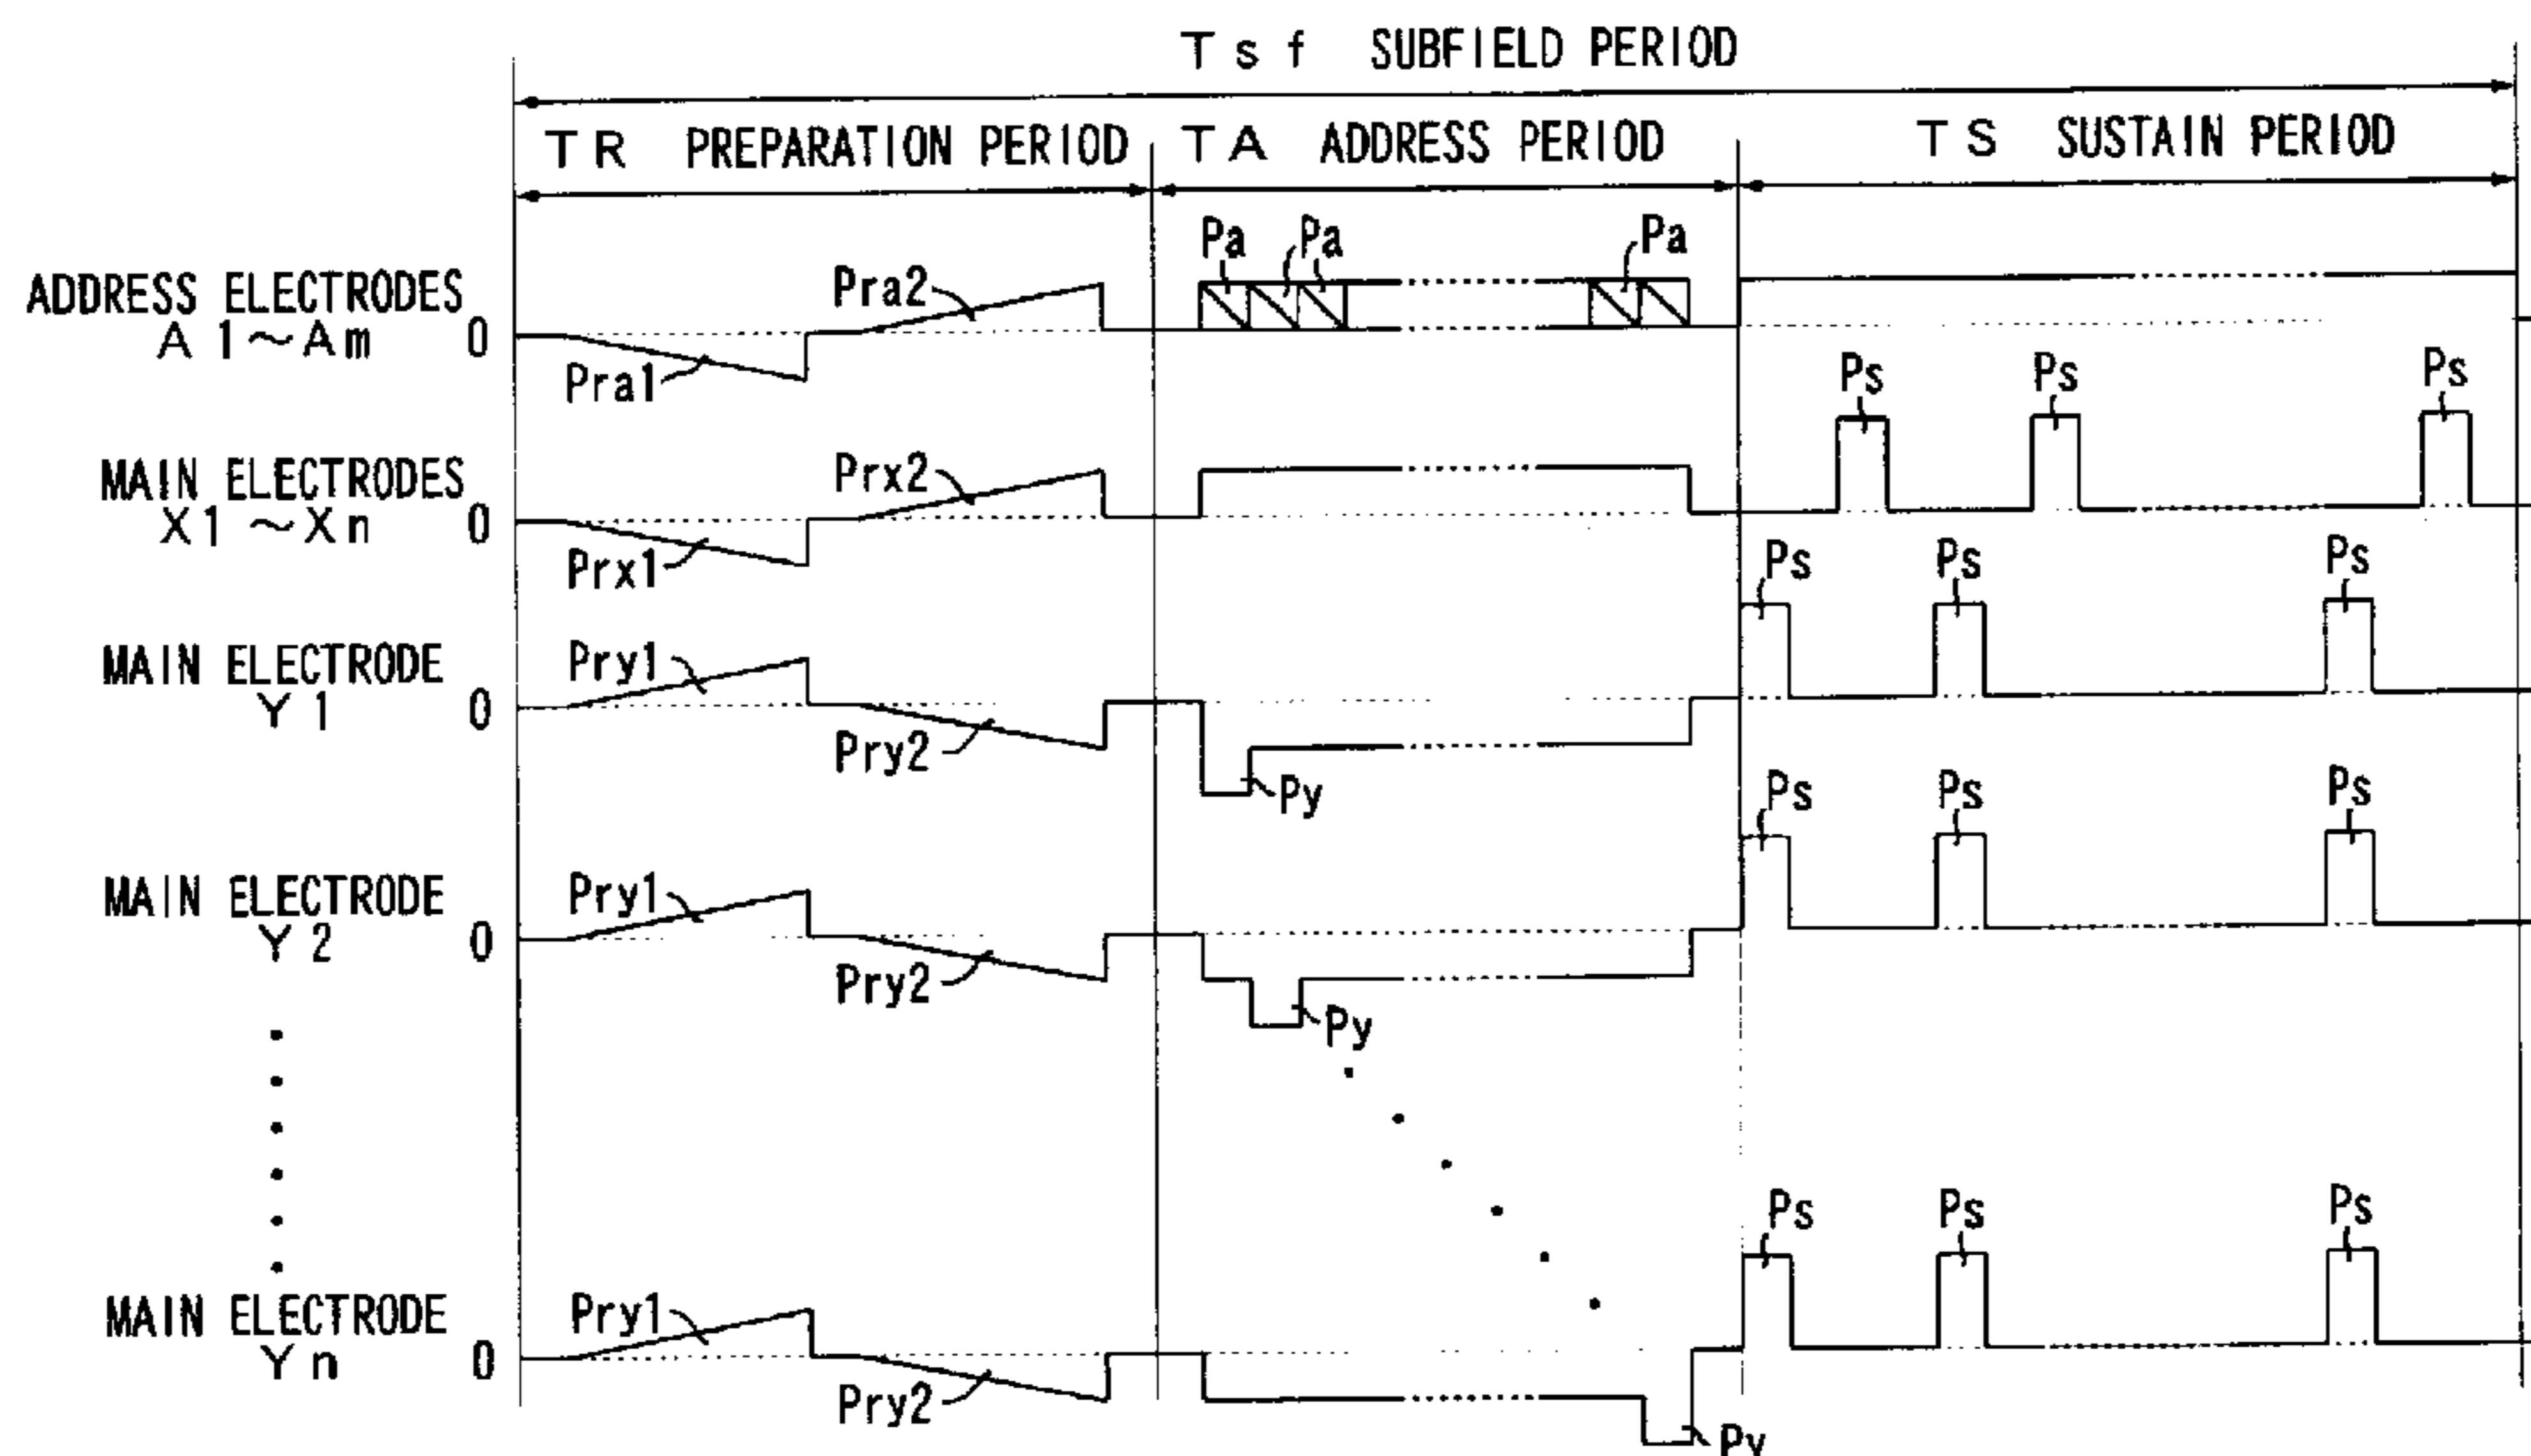 Tsf SUBFIELD PERIOD
TR PREPARATION PERIOD TA ADDRESS PERIOD TS SUSTAIN PERIOD
Pa Pa Pa
ADDRESS ELECTRODES
A1~Am 0
Pra1 Pra2
Ps Ps Ps
MAIN ELECTRODES
X1~Xn 0
Prx1 Prx2
Ps Ps Ps
MAIN ELECTRODE
Y1 0
Pry1 Pry2 Py
Ps Ps Ps
MAIN ELECTRODE
Y2 0
Pry1 Pry2 Py
Ps Ps Ps
MAIN ELECTRODE
Yn 0
Pry1 Pry2 Py